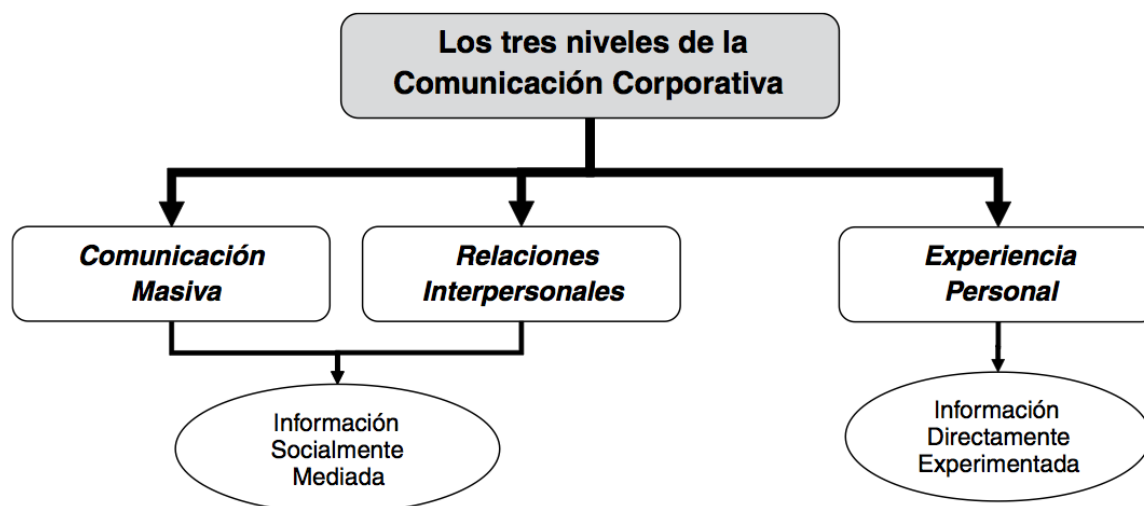 Los tres niveles de la
Comunicación Corporativa
Comunicación
Masiva
Relaciones
Interpersonales
Experiencia
Personal
Información
Socialmente
Mediada
Información
Directamente
Experimentada